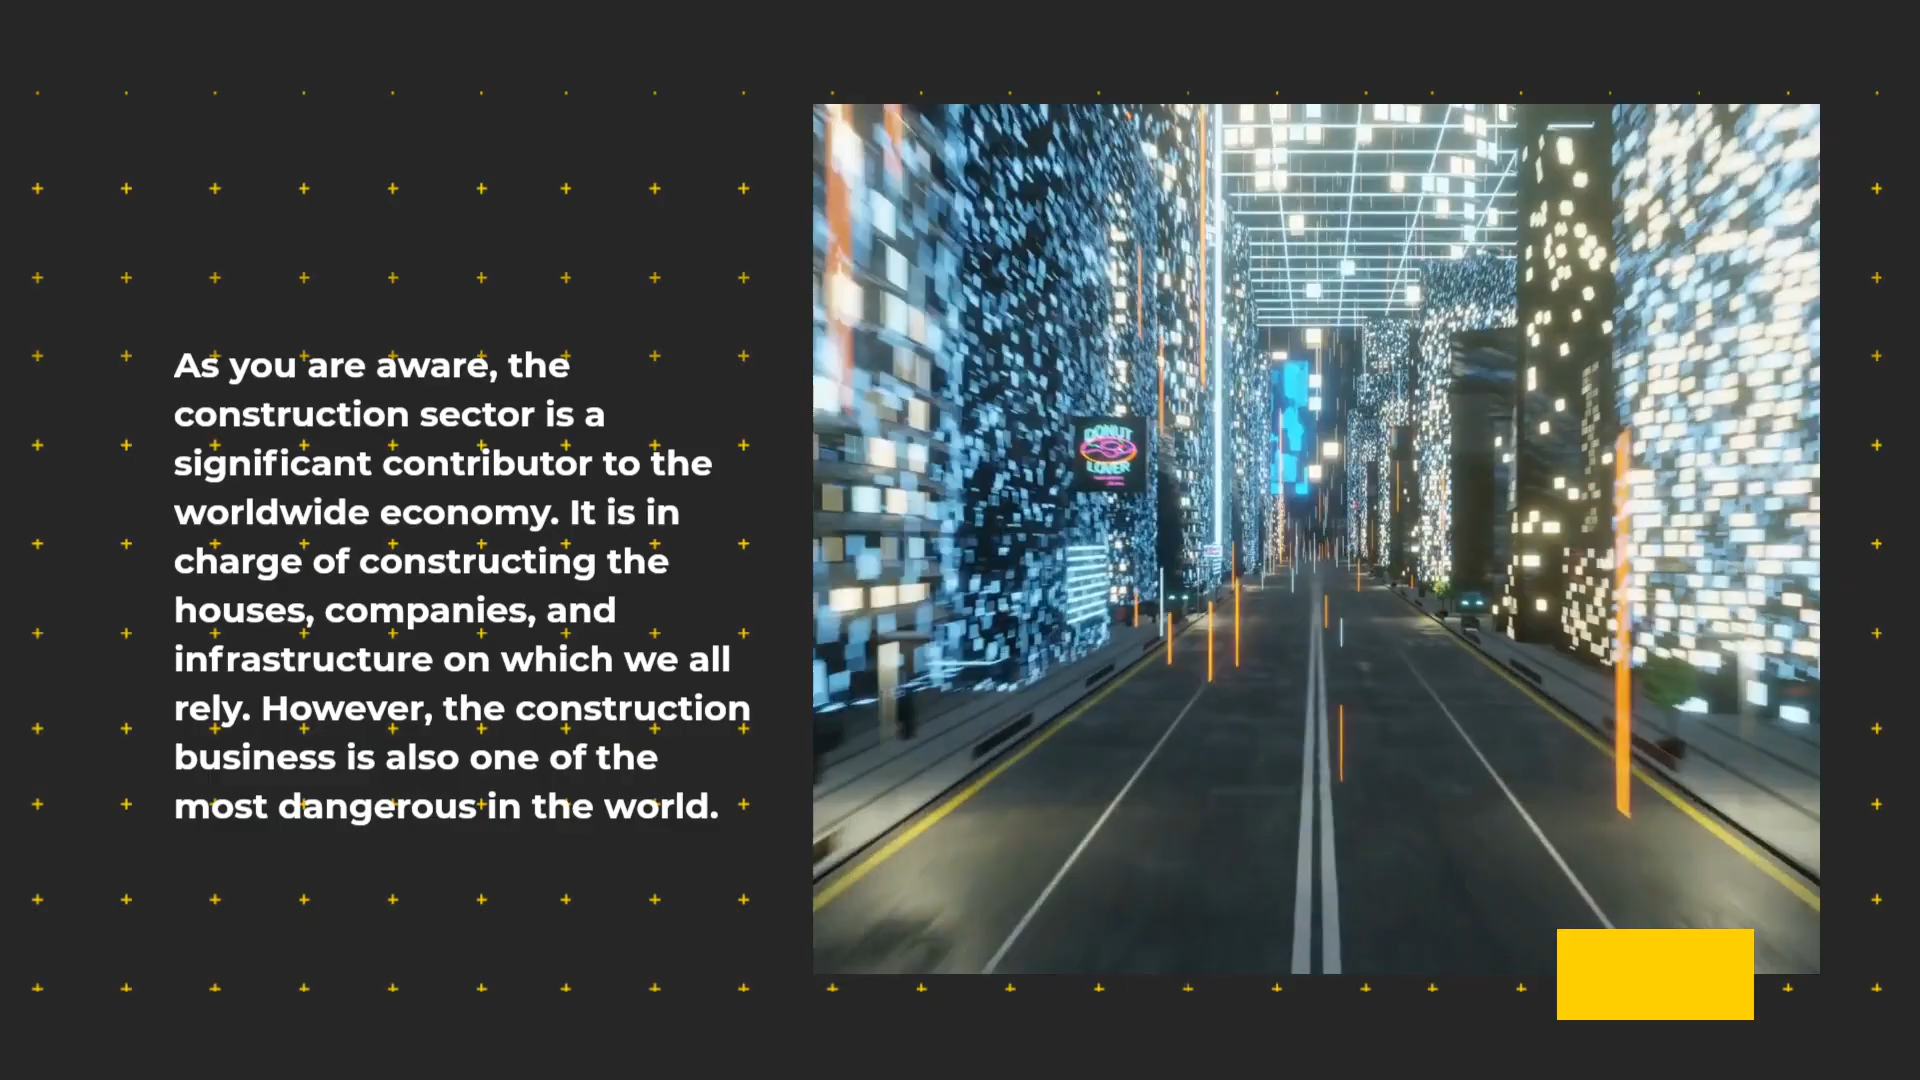 As you are aware, the
construction sector is a
significant contributor to the
worldwide economy. It is in
charge of constructing the
houses, companies, and
infrastructure on which we all
rely. However, the construction
business is also one of the
most dangerous in the world.
DONUT
LOVER